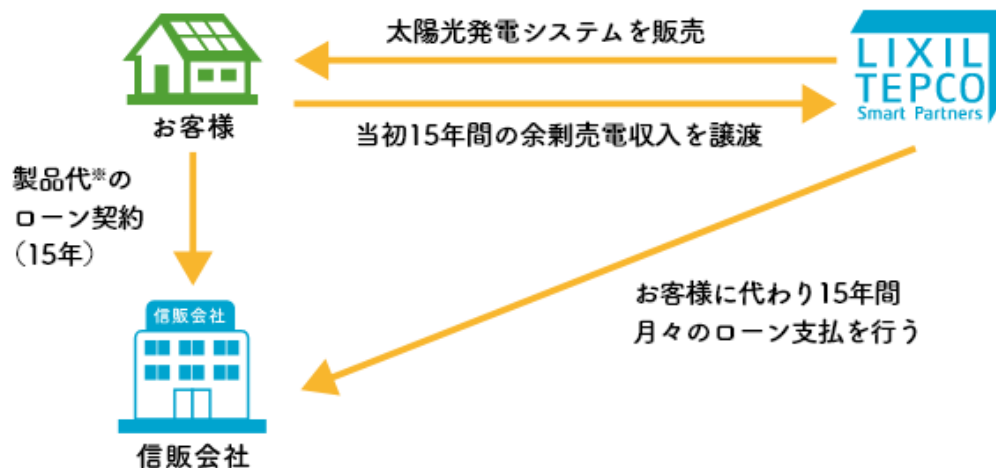 太陽光発電システムを販売
LIXIL
TEPCO
Smart Partners
お客様
当初15年間の余剰売電収入を譲渡
製品代※の
ローン契約
（15年）
お客様に代わり15年間
月々のローン支払を行う
信販会社
信販会社